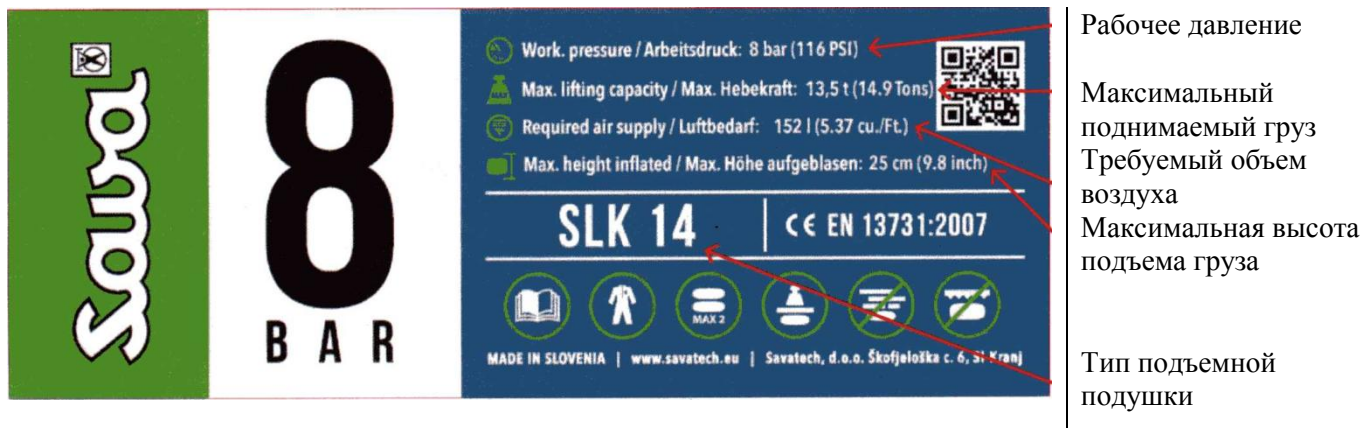 Sawa
8
BAR
Work. pressure / Arbeitsdruck: 8 bar (116 PSI)
Max. lifting capacity / Max. Hebekraft: 13,5 t (14.9 Tons)
Required air supply / Luftbedarf: 152 l (5.37 cu./Ft.)
Max. height inflated / Max. Höhe aufgeblasen: 25 cm (9.8 inch)
SLK 14
CE EN 13731:2007
MAX
MAX 2
MADE IN SLOVENIA | www.savatech.eu | Savatech, d.o.o. Škofjeloška c. 6, SI-Kranj
Рабочее давление
Максимальный
поднимаемый груз
Требуемый объем
воздуха
Максимальная высота
подъема груза
Тип подъемной
подушки